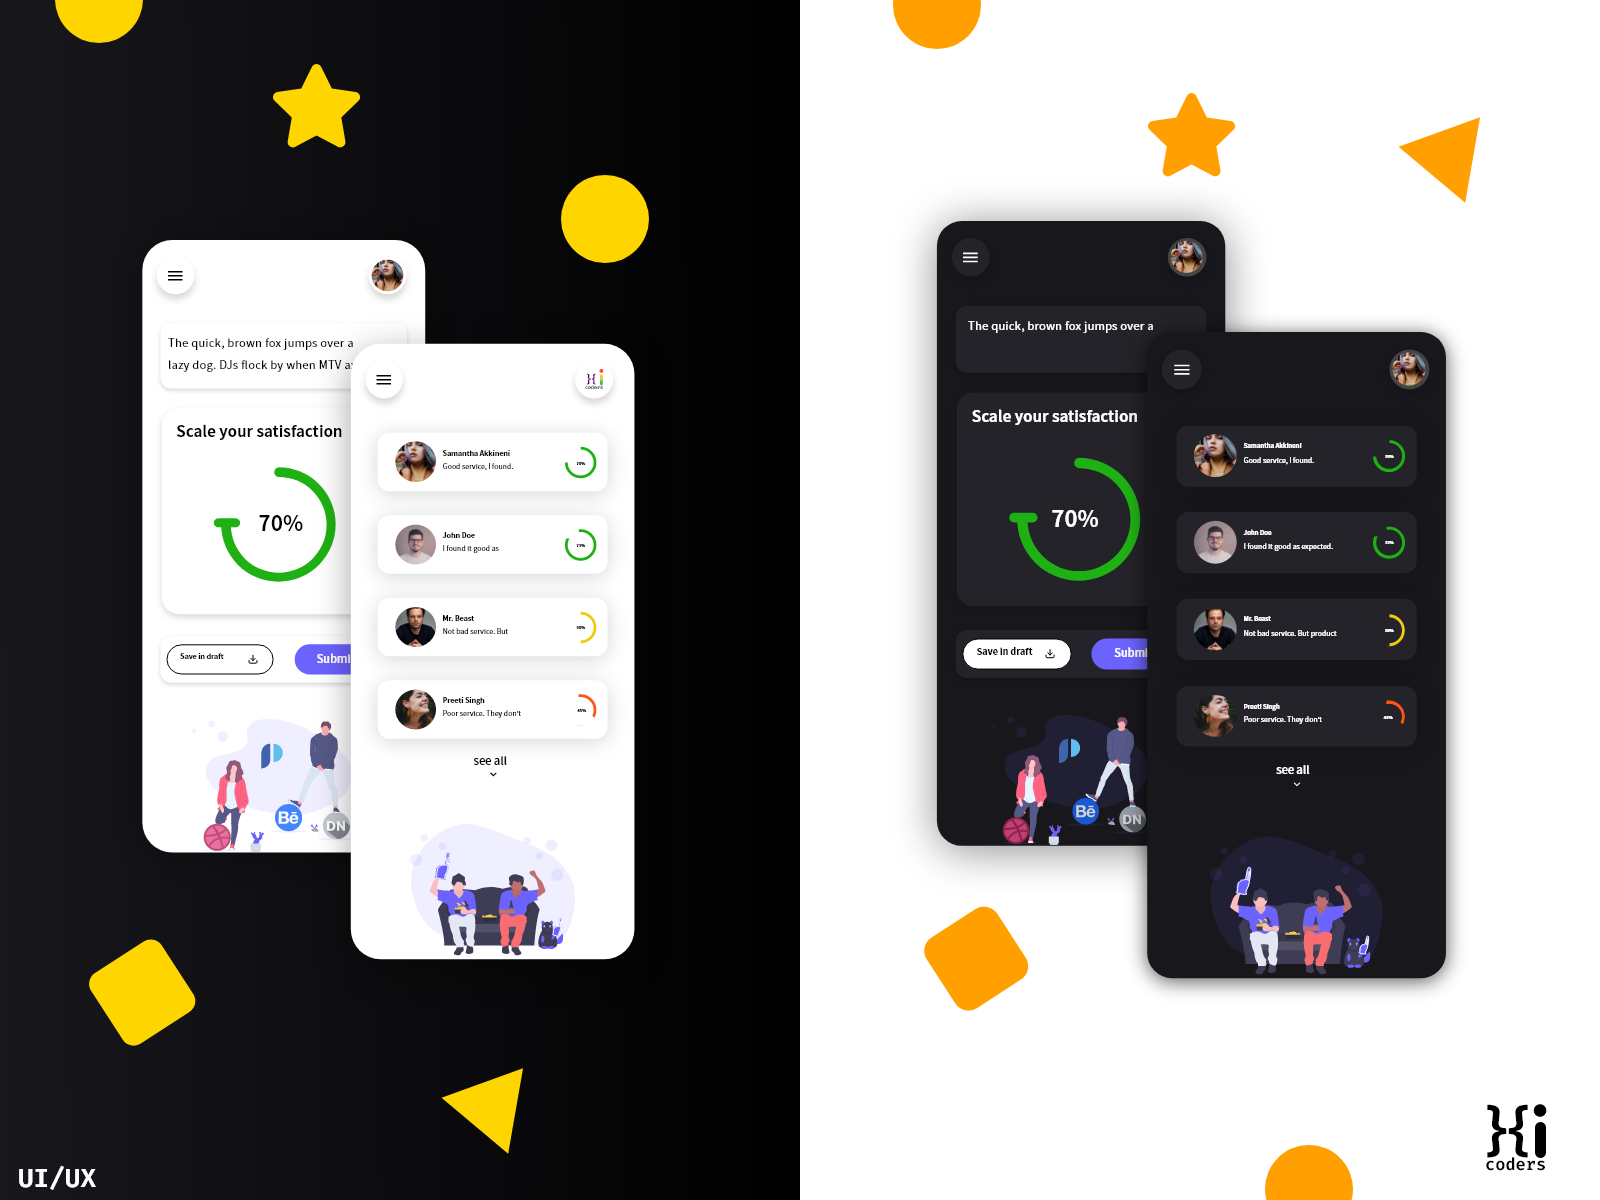 The quick, brown fox jumps over a
lazy dog. DJs flock by when MTV
Scale your satisfaction
70%
Save in draft
Bē
DN
coders
Samantha Akkineni
Good service, I found.
70%
John Doe
I found it good as
Mr. Beast
Not bad service. But
50%
Preeti Singh
Poor service. They don't
see all
The quick, brown fox jumps over a
Scale your satisfaction
70%
Save in draft
Bē
DN
Samantha Akkineni
Good service, I found.
John Doe
I found it good as expected.
Mr. Beast
Not bad service. But product
Preeti Singh
Poor service. They don't
see all
UI/UX
}{i
coders